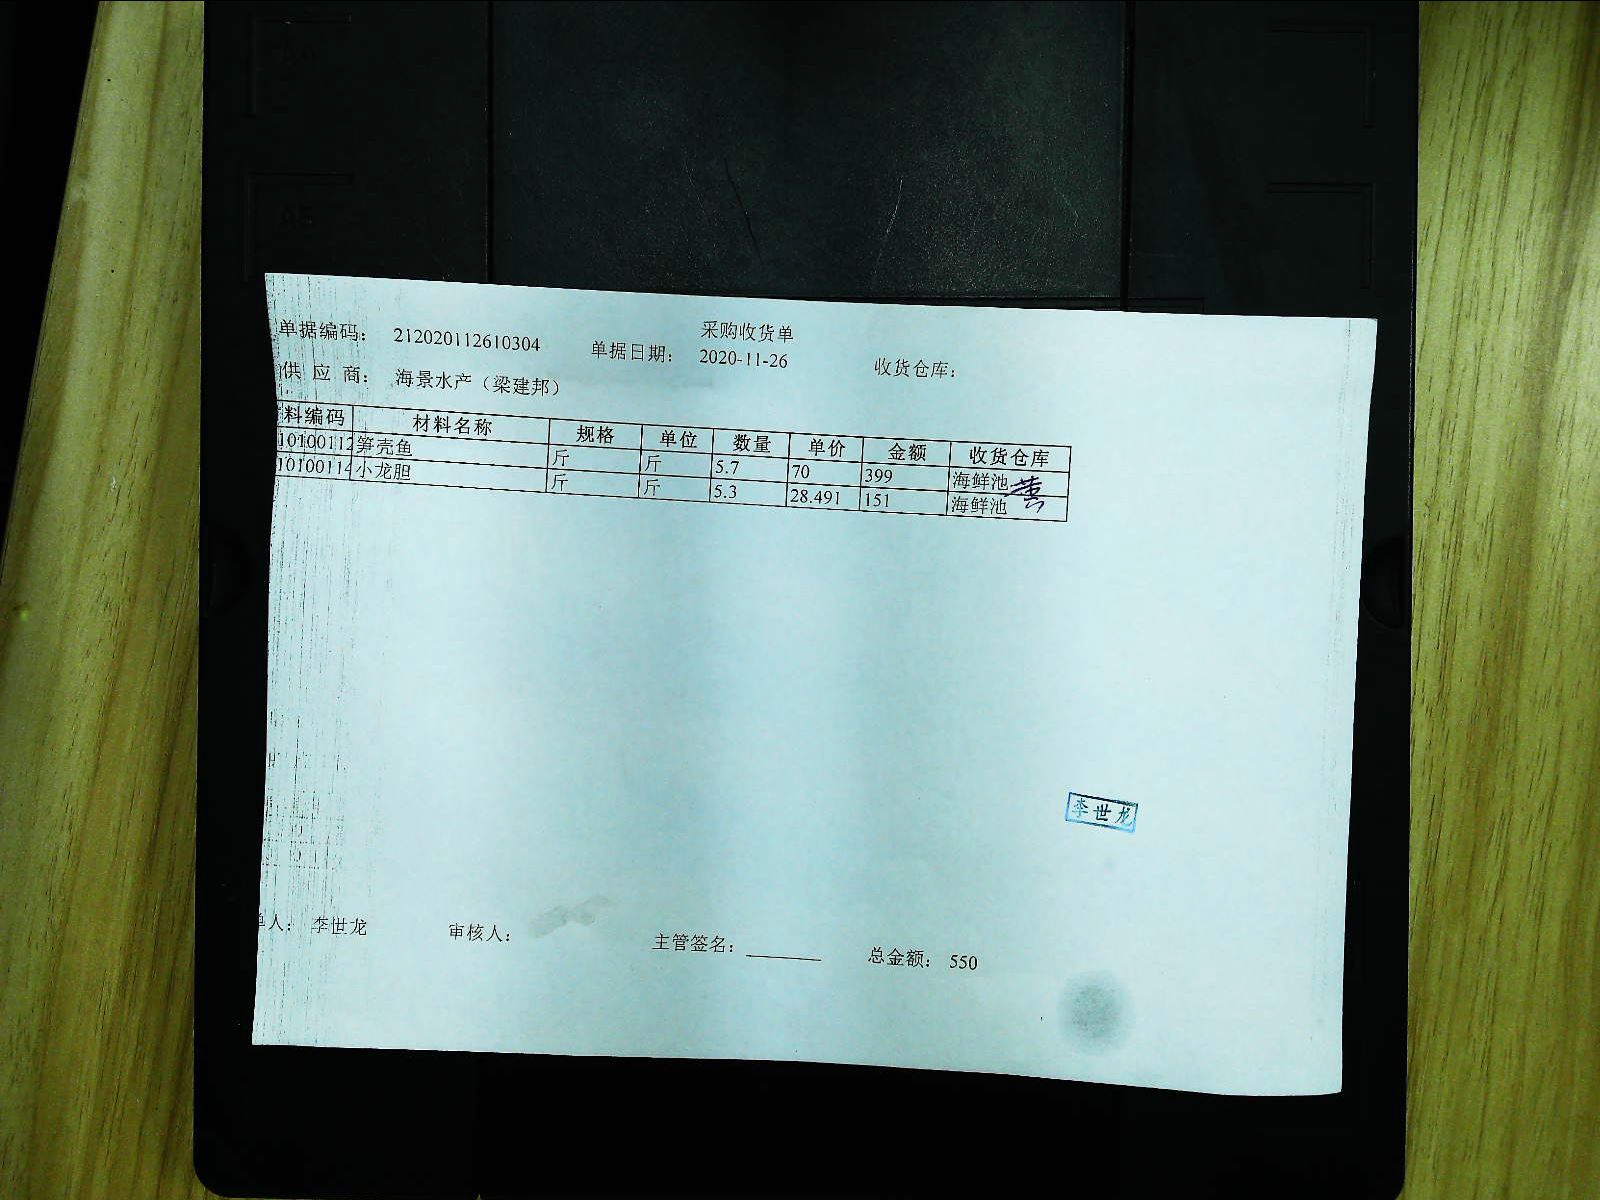 采购收货单
单据编码： 212020112610304 单据日期： 2020-11-26 收货仓库：
供 应 商： 海景水产（梁建邦）
料编码 材料名称 规格 单位 数量 单价 金额 收货仓库
10100112 笋壳鱼 斤 斤 5.7 70 399 海鲜池
10100114 小龙胆 斤 斤 5.3 28.491 151 海鲜池
李世龙
单人： 李世龙 审核人： 主管签名： 总金额： 550